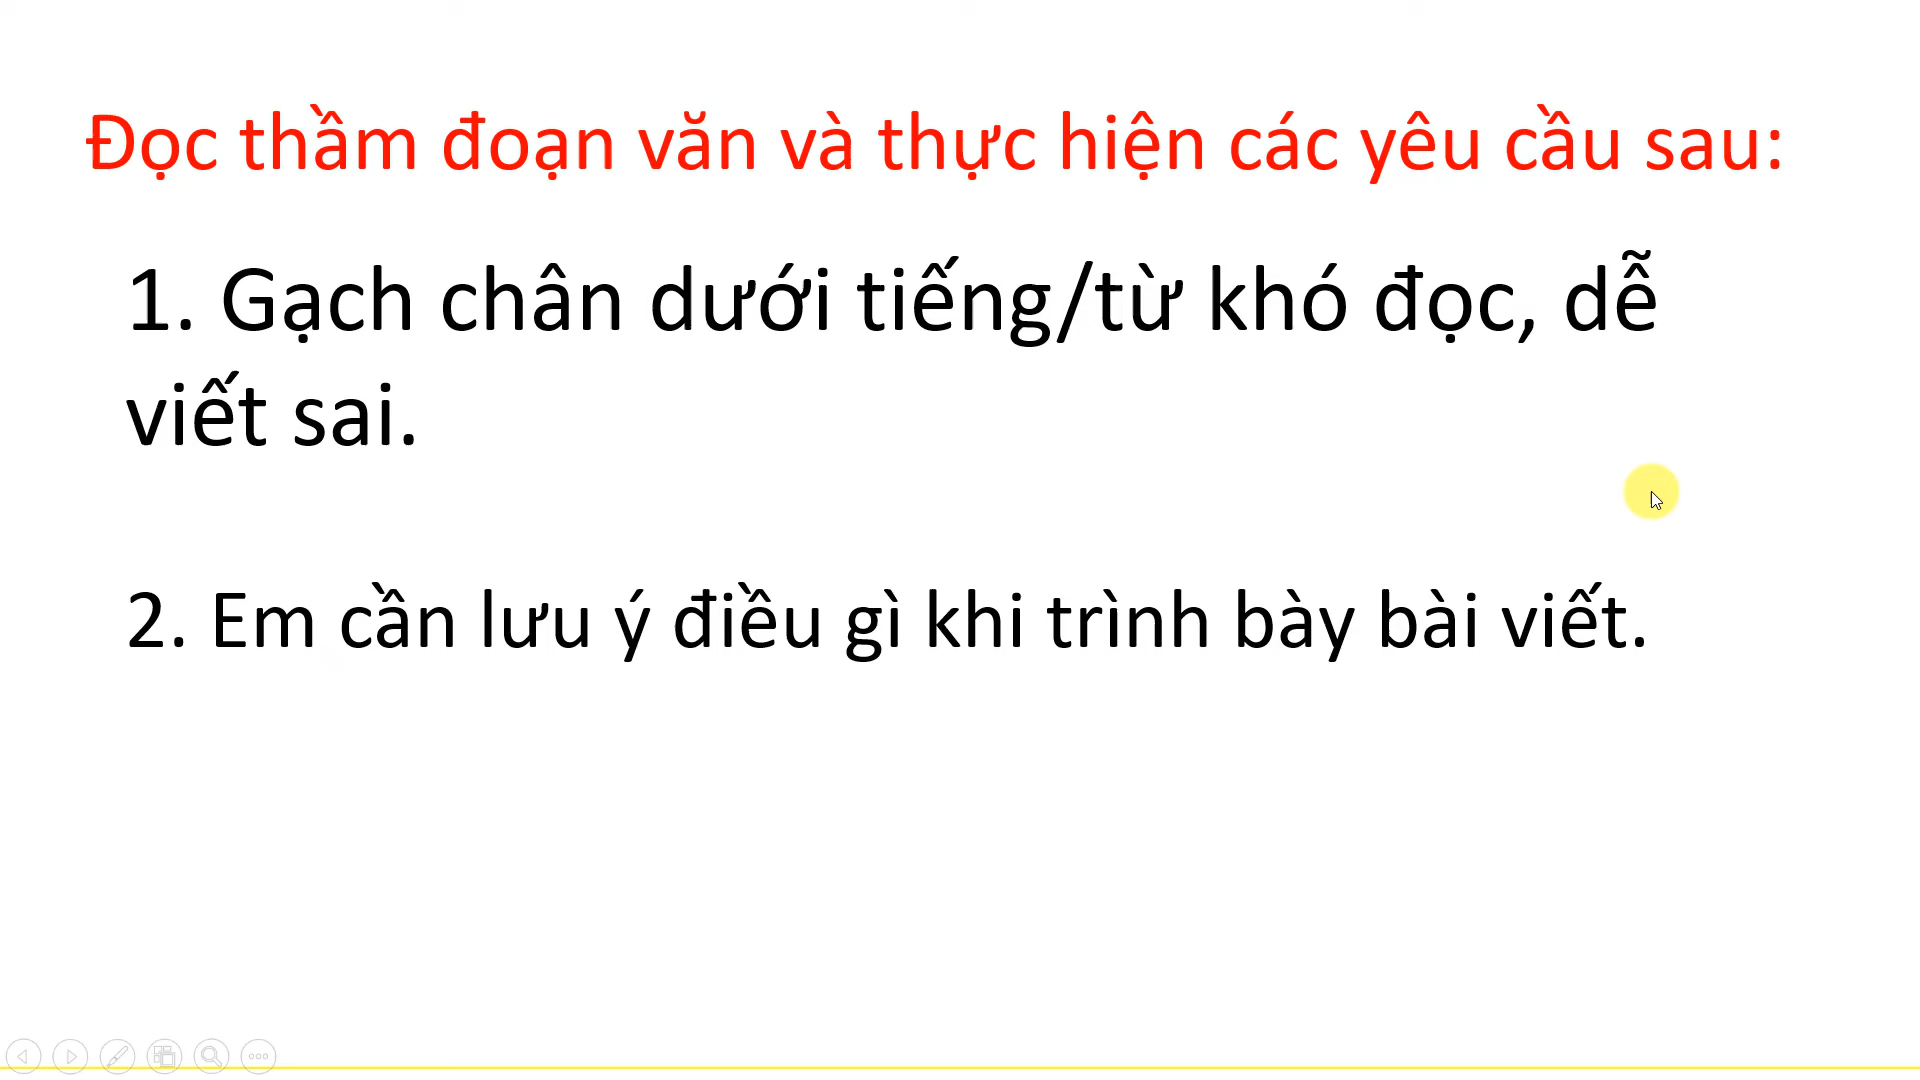 Đọc thầm đoạn văn và thực hiện các yêu cầu sau:
1. Gạch chân dưới tiếng/từ khó đọc, dễ
viết sai.
2. Em cần lưu ý điều gì khi trình bày bài viết.